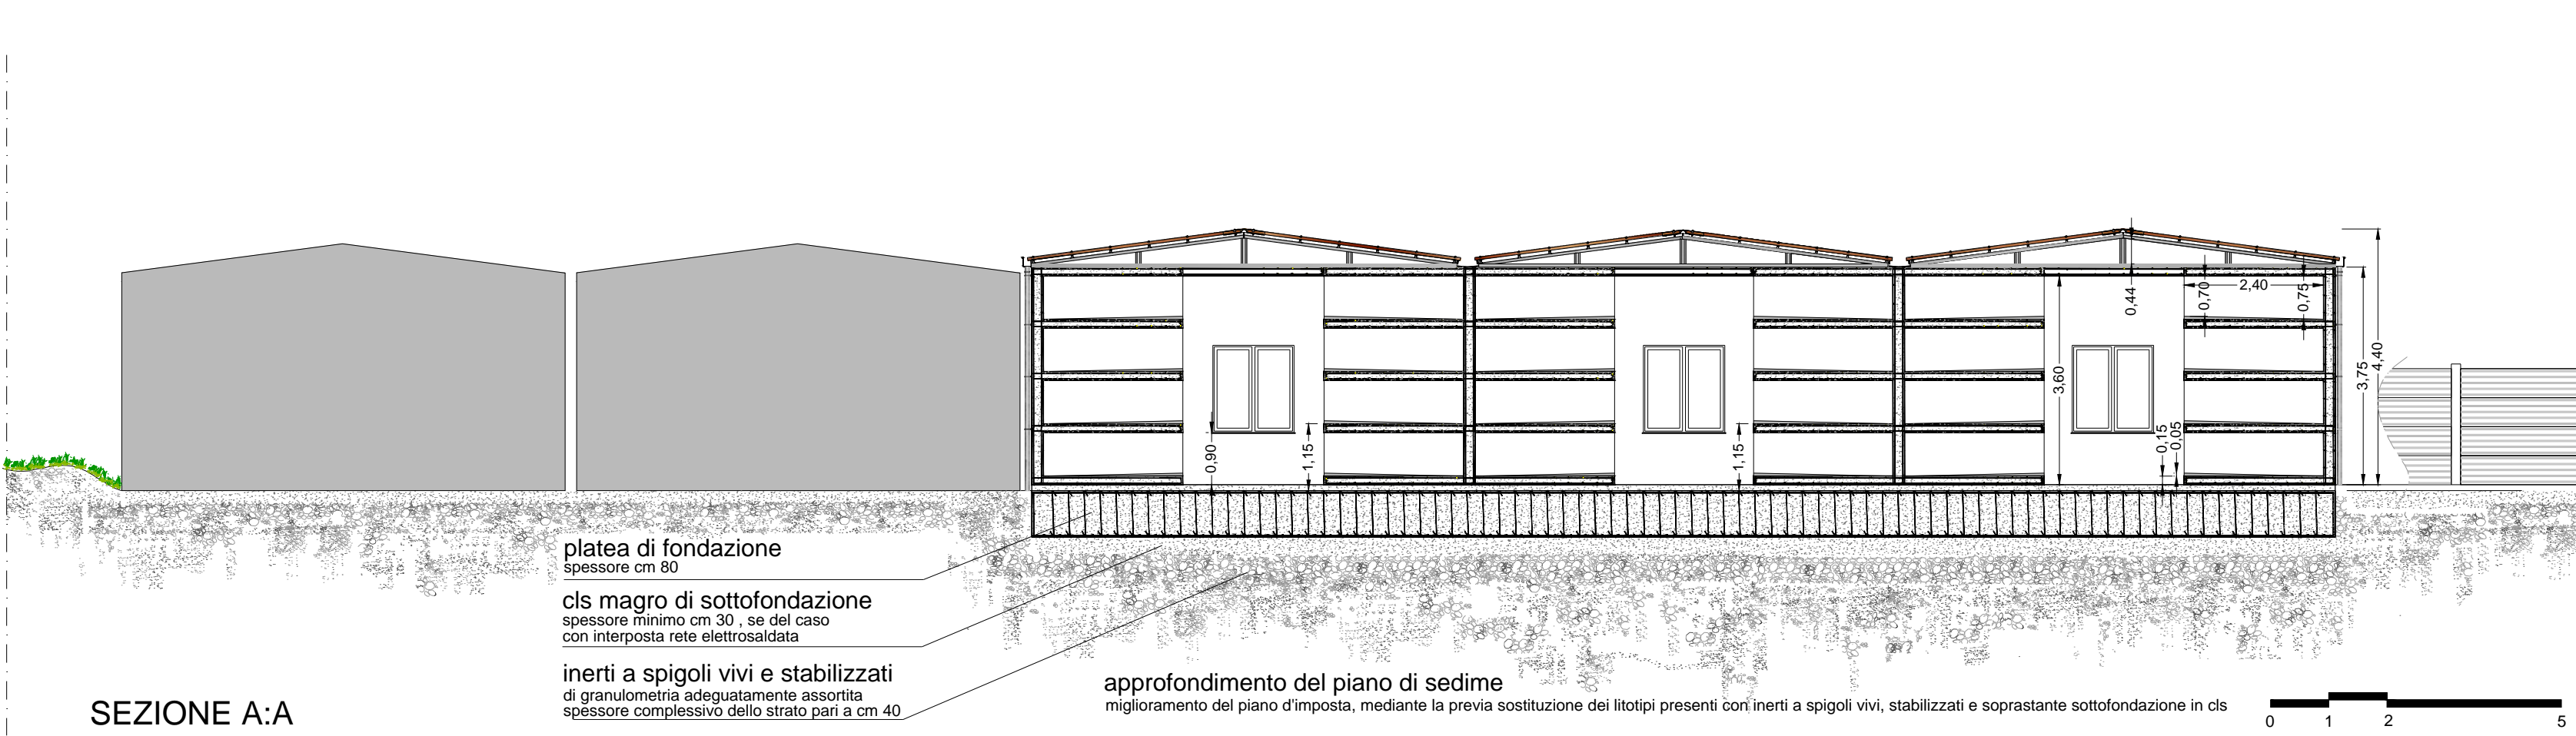 0,44
0,70
2,40
0,75
3,60
3,75
4,40
0,90
1,15
1,15
0,15
0,05
platea di fondazione
spessore cm 80
cls magro di sottofondazione
spessore minimo cm 30 , se del caso
con interposta rete elettrosaldata
inerti a spigoli vivi e stabilizzati
di granulometria adeguatamente assortita
spessore complessivo dello strato pari a cm 40
approfondimento del piano di sedime
miglioramento del piano d'imposta, mediante la previa sostituzione dei litotipi presenti con inerti a spigoli vivi, stabilizzati e soprastante sottofondazione in cls
SEZIONE A:A
0 1 2 5